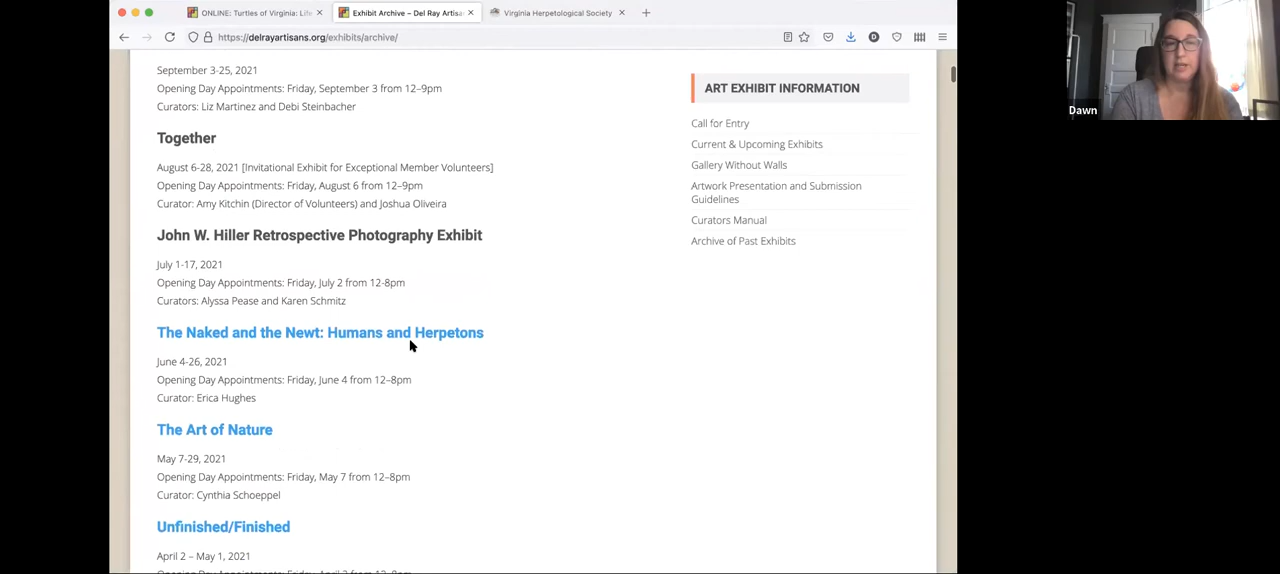 ONLINE: Turtles of Virginia: Life
Exhibit Archive – Del Ray Artisa
Virginia Herpetological Society
https://delrayartisans.org/exhibits/archive/
September 3-25, 2021
Opening Day Appointments: Friday, September 3 from 12–9pm
Curators: Liz Martinez and Debi Steinbacher
Together
August 6-28, 2021 [Invitational Exhibit for Exceptional Member Volunteers]
Opening Day Appointments: Friday, August 6 from 12–9pm
Curator: Amy Kitchin (Director of Volunteers) and Joshua Oliveira
John W. Hiller Retrospective Photography Exhibit
July 1-17, 2021
Opening Day Appointments: Friday, July 2 from 12-8pm
Curators: Alyssa Pease and Karen Schmitz
The Naked and the Newt: Humans and Herpetons
June 4-26, 2021
Opening Day Appointments: Friday, June 4 from 12–8pm
Curator: Erica Hughes
The Art of Nature
May 7-29, 2021
Opening Day Appointments: Friday, May 7 from 12–8pm
Curator: Cynthia Schoeppel
Unfinished/Finished
April 2 – May 1, 2021
ART EXHIBIT INFORMATION
Call for Entry
Current & Upcoming Exhibits
Gallery Without Walls
Artwork Presentation and Submission
Guidelines
Curators Manual
Archive of Past Exhibits
Dawn